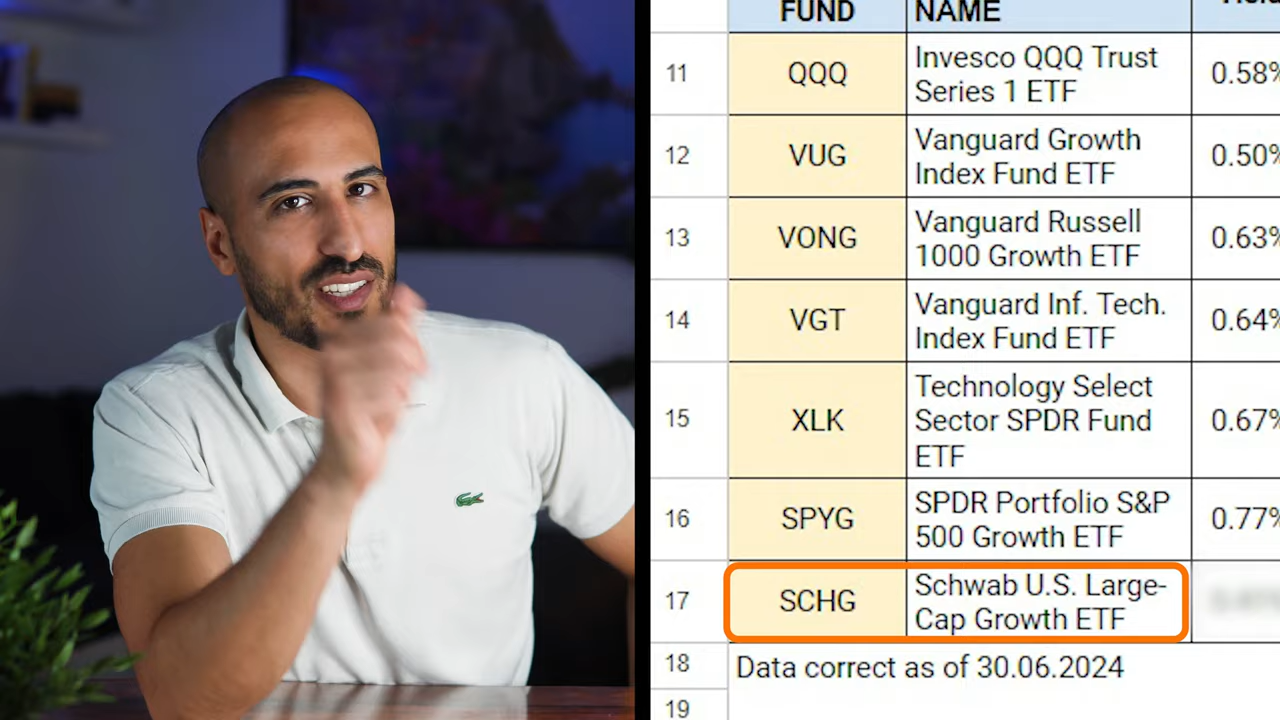 FUND NAME
11 QQQ Invesco QQQ Trust
Series 1 ETF 0.58%
12 VUG Vanguard Growth
Index Fund ETF 0.50%
13 VONG Vanguard Russell
1000 Growth ETF 0.63%
14 VGT Vanguard Inf. Tech.
Index Fund ETF 0.64%
15 XLK Technology Select
Sector SPDR Fund
ETF 0.67%
16 SPYG SPDR Portfolio S&P
500 Growth ETF 0.77%
17 SCHG Schwab U.S. Large-
Cap Growth ETF
18 Data correct as of 30.06.2024
19